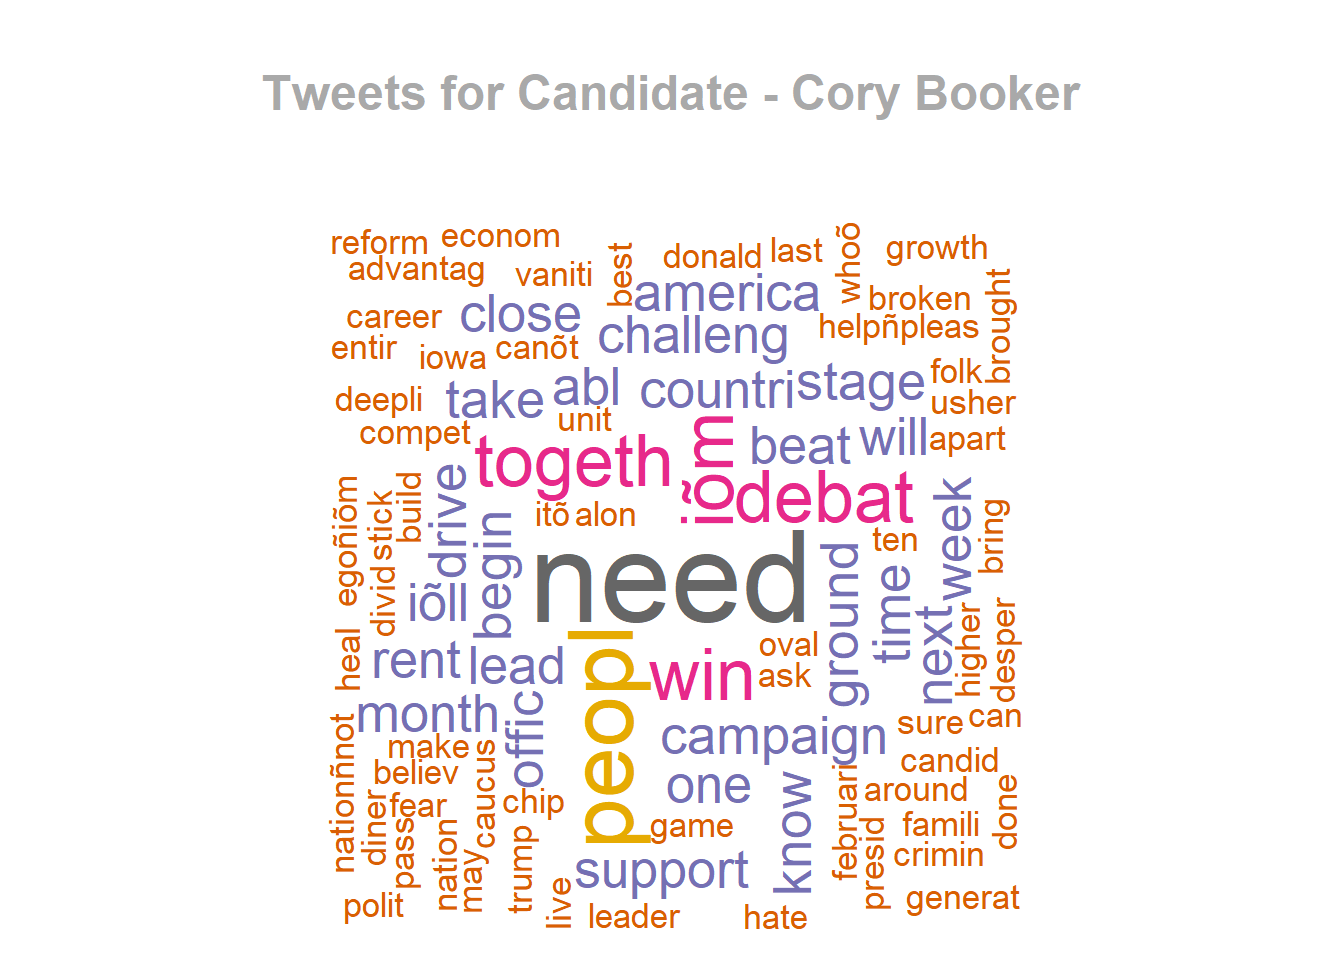 Tweets for Candidate - Cory Booker
reform
econom
advantag
vaniti
best
donald
last
whoõ
growth
america
broken
brought
career
close
challeng
helpñpleas
entir
iowa
canõt
deepli
take
abl
countri
stage
folk
usher
compet
unit
togeth
iõm
beat
will
apart
debat
egoñiõm
stick
build
drive
begin
itõ
alon
week
ten
bring
need
divid
iõll
ground
time
next
higher
desper
heal
rent
lead
peopl
win
oval
ask
month
offic
campaign
sure
can
nationññnot
make
believ
caucus
candid
diner
fear
pass
chip
one
know
februari
around
done
nation
may
trump
game
famili
presid
crimin
support
polit
live
leader
hate
generat